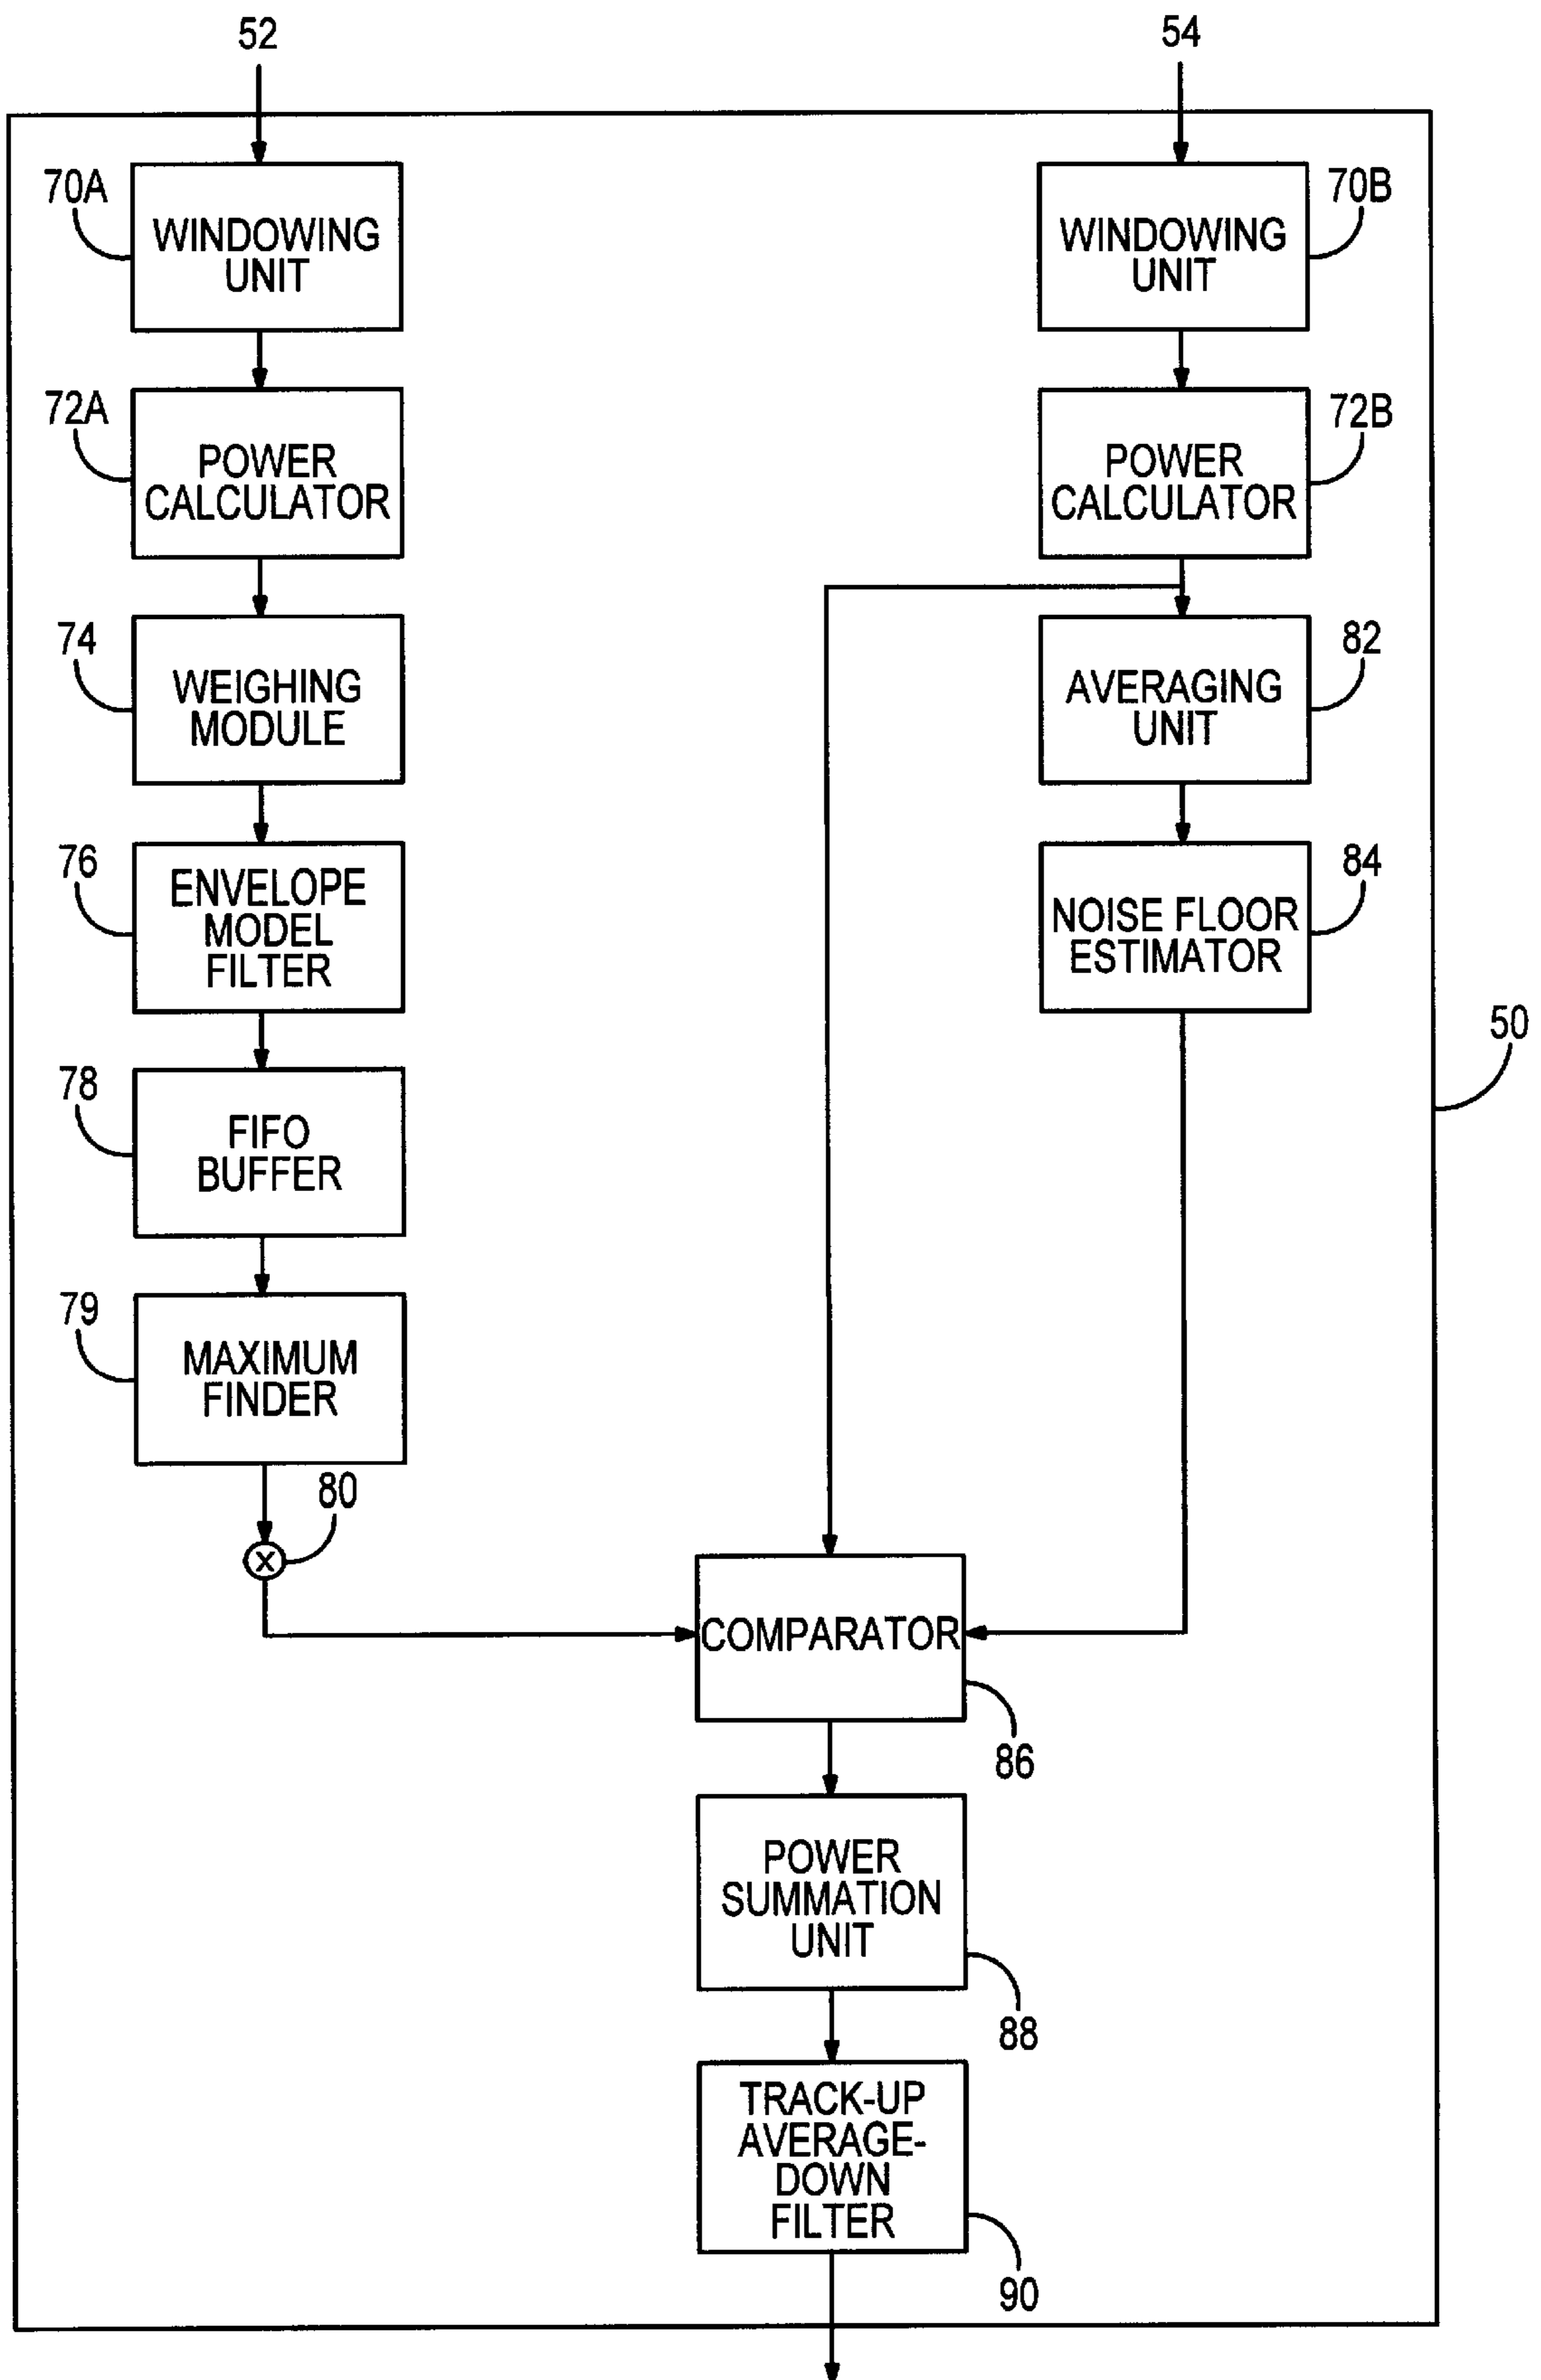 52
54
70A
WINDOWING
UNIT
WINDOWING
UNIT
70B
72A
POWER
CALCULATOR
POWER
CALCULATOR
72B
74
WEIGHING
MODULE
AVERAGING
UNIT
82
76
ENVELOPE
MODEL
FILTER
NOISE FLOOR
ESTIMATOR
84
50
78
FIFO
BUFFER
79
MAXIMUM
FINDER
80
X
COMPARATOR
86
POWER
SUMMATION
UNIT
88
TRACK-UP
AVERAGE-
DOWN
FILTER
90